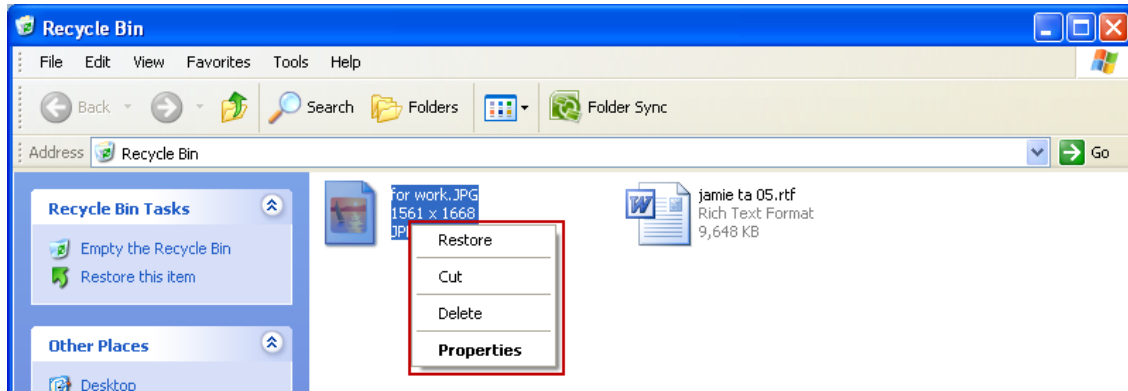 Recycle Bin
File Edit View Favorites Tools Help
Back Search Folders Folder Sync
Address Recycle Bin Go
Recycle Bin Tasks
Empty the Recycle Bin
Restore this item
Other Places
Desktop
for work.JPG
1561 x 1668
Restore
Cut
Delete
Properties
jamie ta 05.rtf
Rich Text Format
9,648 KB